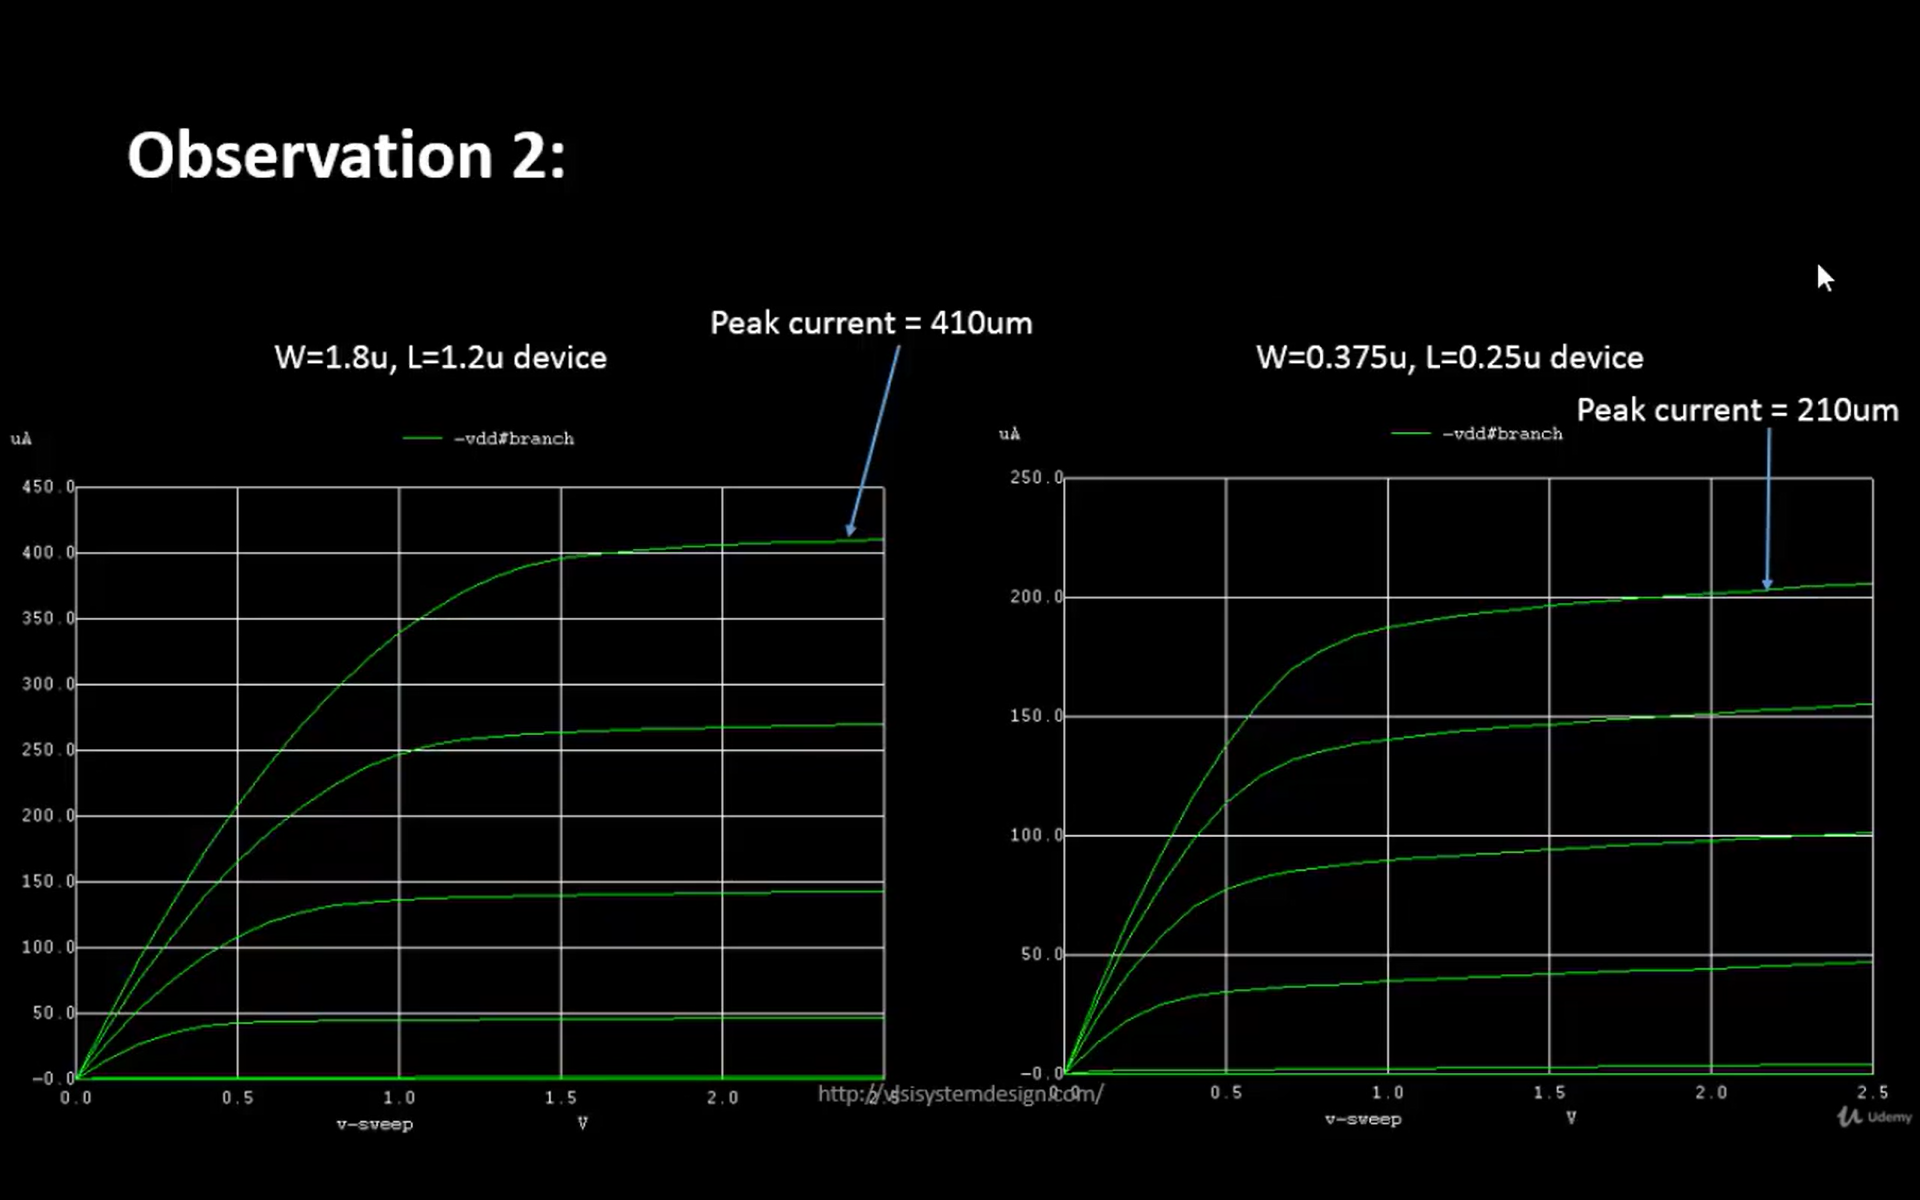 Observation 2:
Peak current = 410um
W=1.8u, L=1.2u device
W=0.375u, L=0.25u device
Peak current = 210um
uA
-vdd#branch
450.0
400.0
350.0
300.0
250.0
200.0
150.0
100.0
50.0
-0.0
0.0 0.5 1.0 1.5 2.0 2.5
v-sweep V
uA
-vdd#branch
250.0
200.0
150.0
100.0
50.0
-0.0
0.0 0.5 1.0 1.5 2.0 2.5
v-sweep V
http://vlsisystemdesign.com/
Udemy